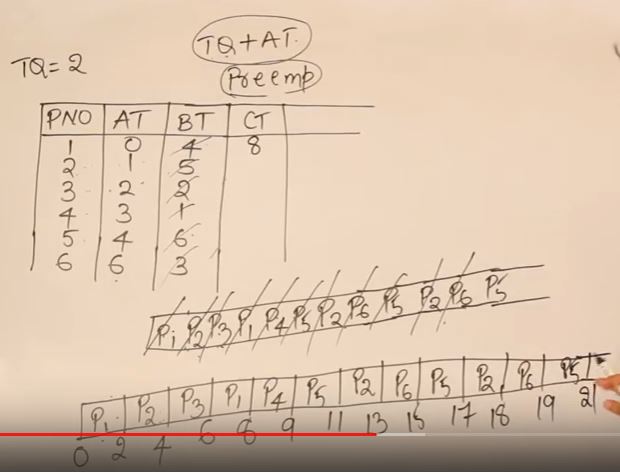 TQ+AT.
TQ=2
Preemp
PNO AT BT CT
1 0 4 8
2 1 5
3 2 2
4 3 1
5 4 6
6 6 3
P1 P2 P3 P1 P4 P5 P2 P6 P5 P2 P6 P5
P1 P2 P3 P1 P4 P5 P2 P6 P5 P2 P6 P5
0 2 4 6 8 9 11 13 15 17 18 19 21